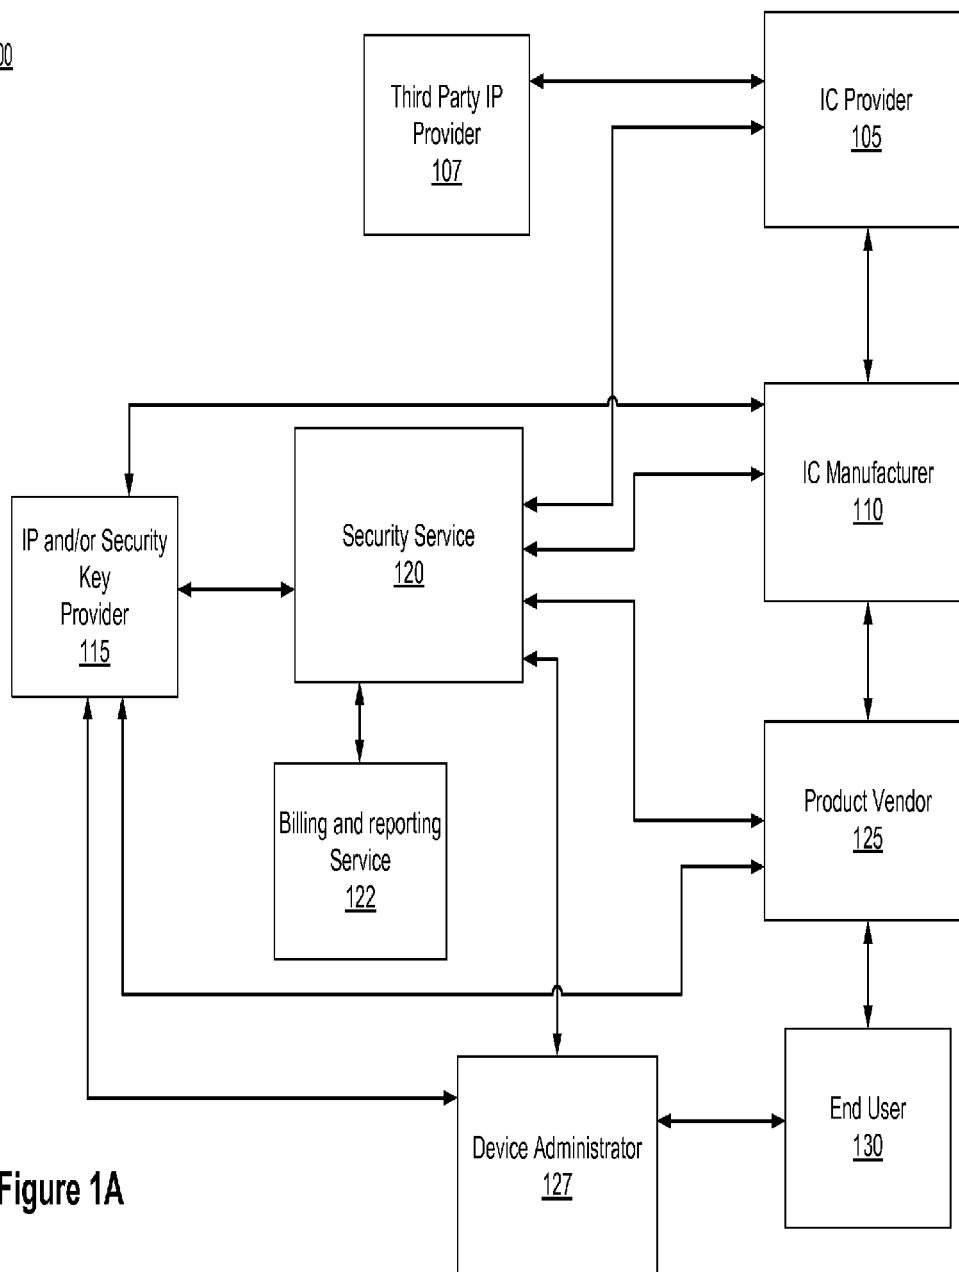 00
Third Party IP
Provider
107
IC Provider
105
IC Manufacturer
110
Security Service
120
IP and/or Security
Key
Provider
115
Product Vendor
125
Billing and reporting
Service
122
End User
130
Device Administrator
127
Figure 1A